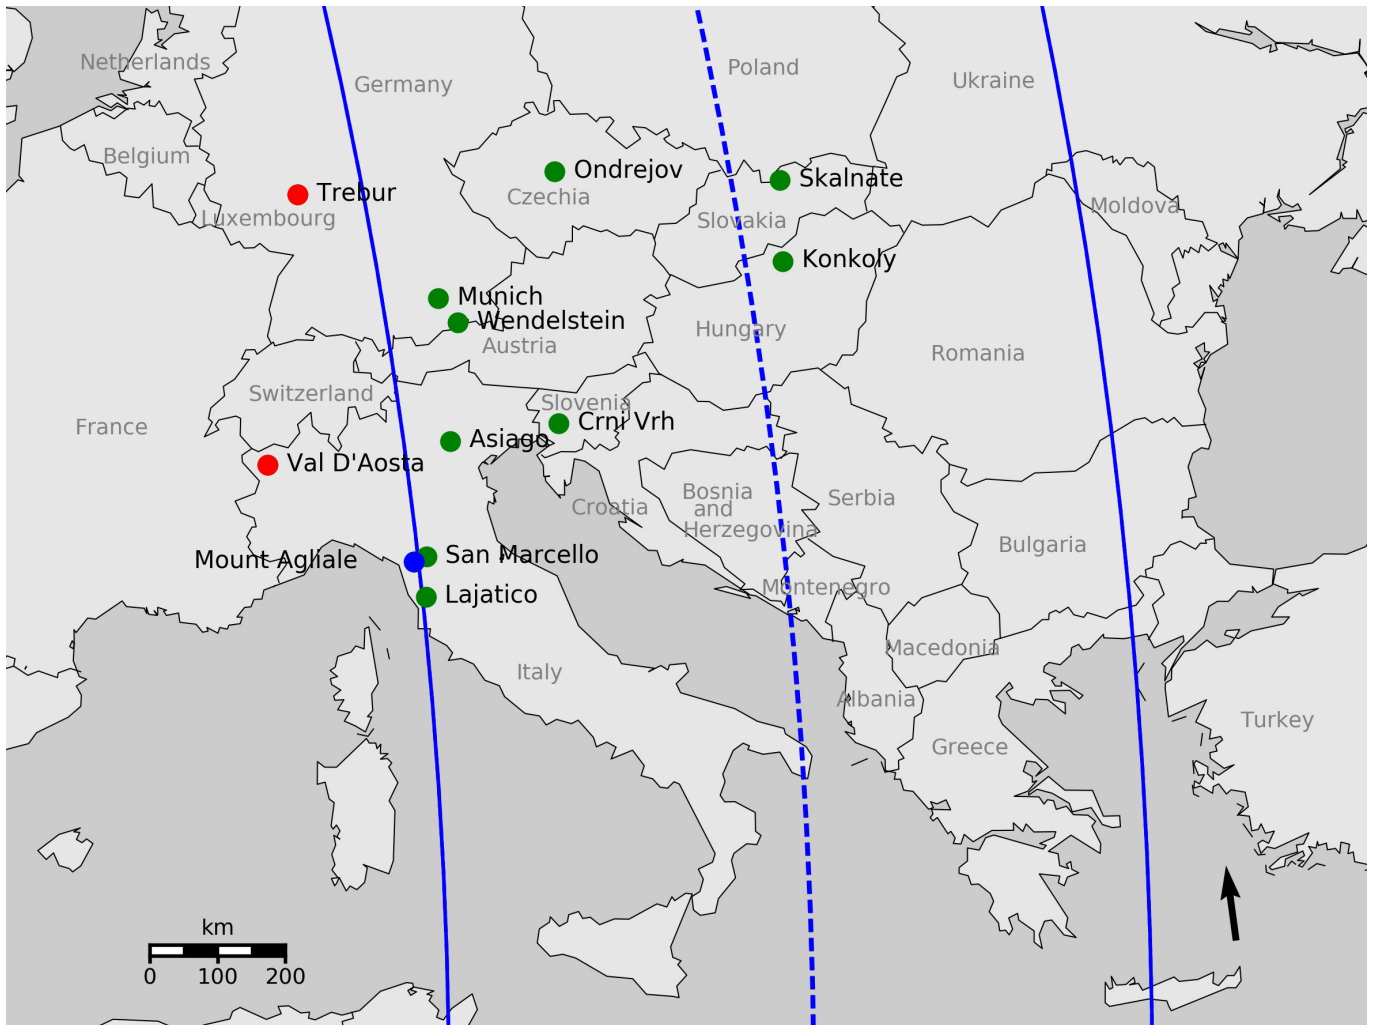 Netherlands
Poland
Ukraine
Germany
Belgium
Ondrejov
Skalnate
Czechia
Trebur
Luxembourg
Moldova
Slovakia
Konkoly
Munich
Wendelstein
Hungary
Austria
Romania
Switzerland
Slovenia
Crni Vrh
France
Asiago
Val D'Aosta
Bosnia
and
Herzegovina
Serbia
Croatia
Bulgaria
San Marcello
Mount Agliale
Montenegro
Lajatico
Macedonia
Italy
Albania
Turkey
Greece
km
0 100 200